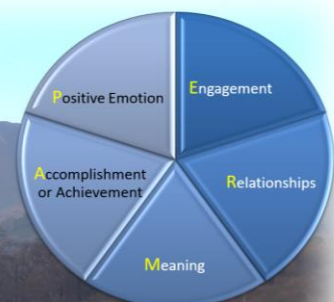 Positive Emotion
Engagement
Relationships
Meaning
Accomplishment
or Achievement